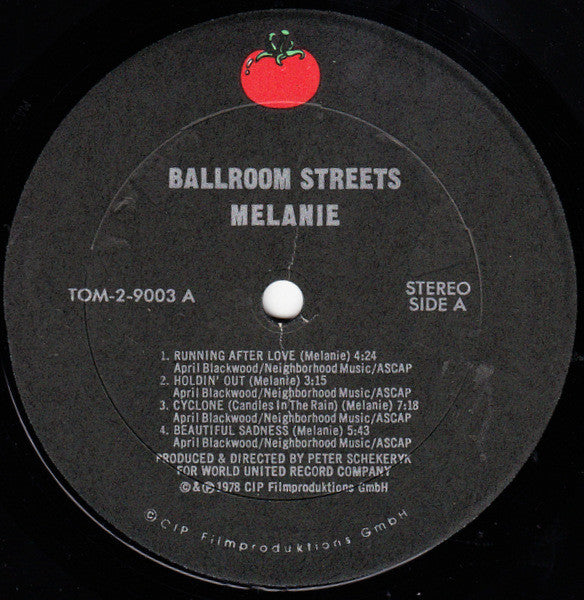 BALLROOM STREETS
MELANIE
TOM-2-9003 A
STEREO
SIDE A
1. RUNNING AFTER LOVE (Melanie) 4:24
April Blackwood/Neighborhood Music/ASCAP
2. HOLDIN' OUT (Melanie) 3:15
April Blackwood/Neighborhood Music/ASCAP
3. CYCLONE (Candles In The Rain) (Melanie) 7:18
April Blackwood/Neighborhood Music/ASCAP
4. BEAUTIFUL SADNESS (Melanie) 5:43
April Blackwood/Neighborhood Music/ASCAP
PRODUCED & DIRECTED BY PETER SCHEKERYK
FOR WORLD UNITED RECORD COMPANY
©&℗1978 CIP Filmproduktions GmbH
©CIP Filmproduktions GmbH